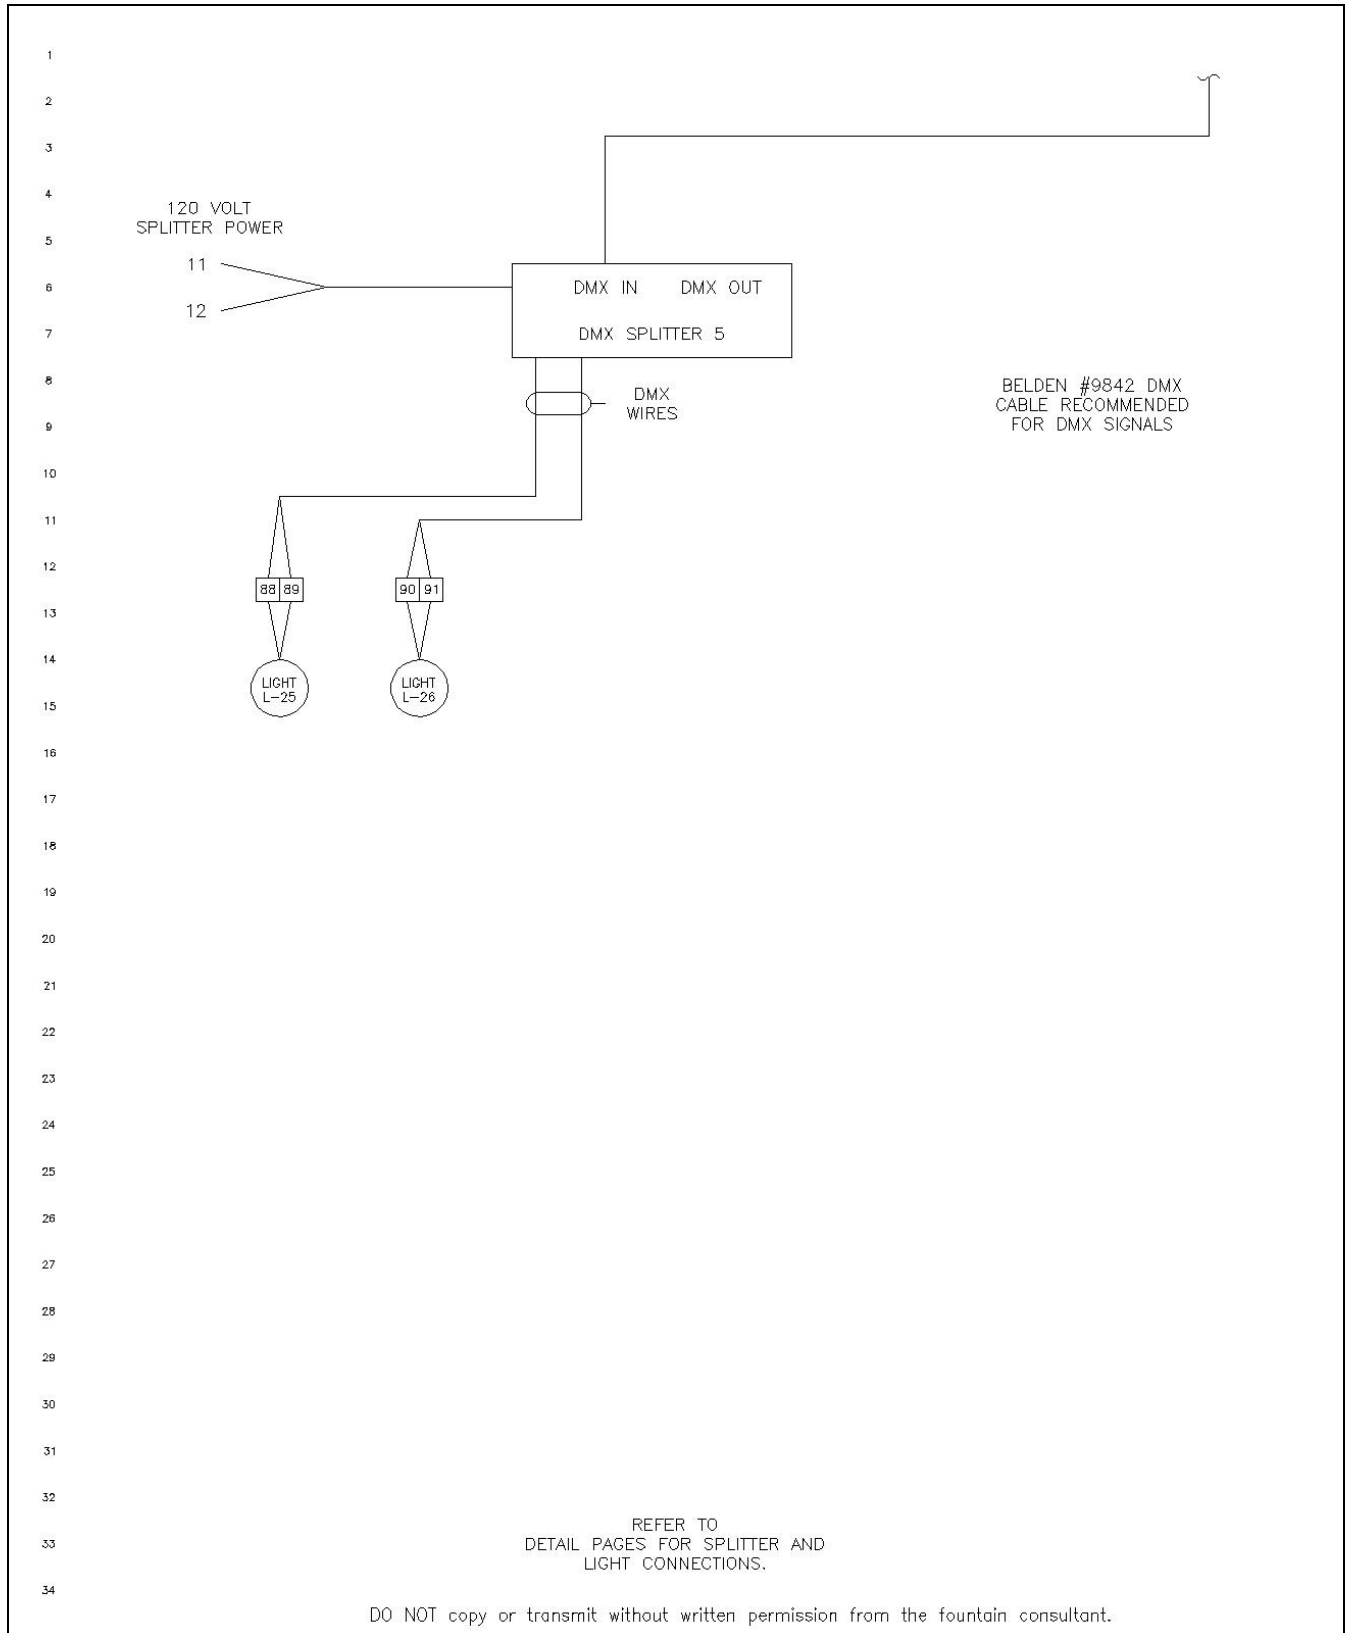 1
2
3
4
120 VOLT
SPLITTER POWER
5
11
6
DMX IN DMX OUT
12
7
DMX SPLITTER 5
8
BELDEN #9842 DMX
DMX
CABLE RECOMMENDED
WIRES
9
FOR DMX SIGNALS
10
11
12
88 89
90 91
13
14
LIGHT
L-25
LIGHT
L-26
15
16
17
18
19
20
21
22
23
24
25
26
27
28
29
30
31
32
REFER TO
33
DETAIL PAGES FOR SPLITTER AND
LIGHT CONNECTIONS.
34
DO NOT copy or transmit without written permission from the fountain consultant.